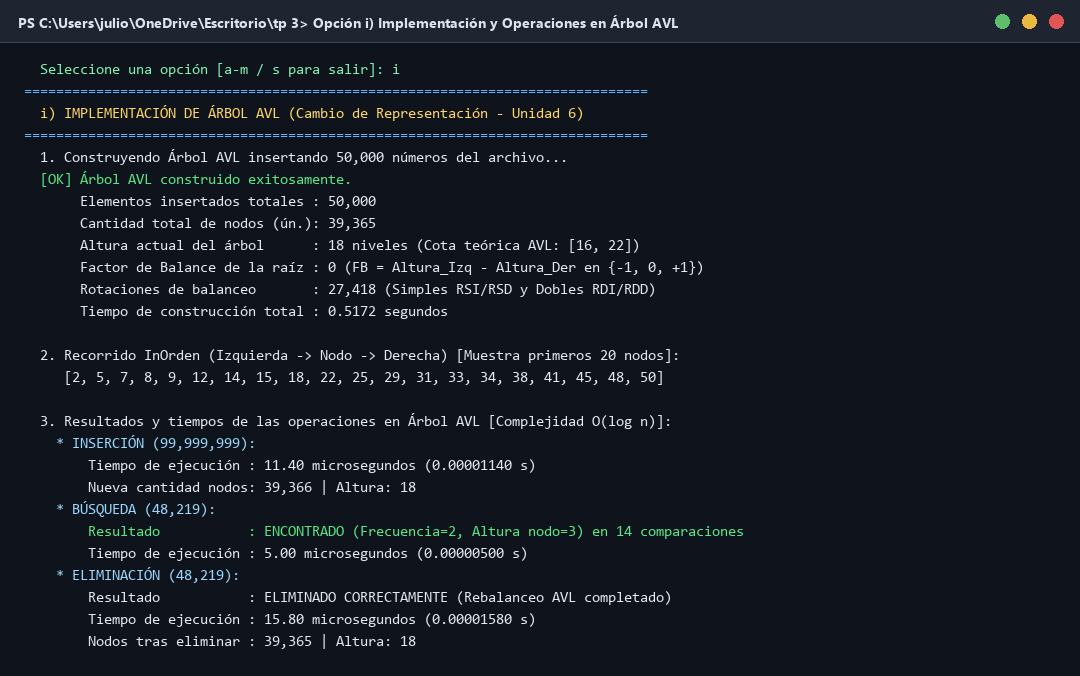 PS C:\Users\julio\OneDrive\Escritorio\tp 3> Opción i) Implementación y Operaciones en Árbol AVL
Seleccione una opción [a-m / s para salir]: i
==============================================================================
i) IMPLEMENTACIÓN DE ÁRBOL AVL (Cambio de Representación - Unidad 6)
==============================================================================
1. Construyendo Árbol AVL insertando 50,000 números del archivo...
[OK] Árbol AVL construido exitosamente.
Elementos insertados totales : 50,000
Cantidad total de nodos (ún.): 39,365
Altura actual del árbol      : 18 niveles (Cota teórica AVL: [16, 22])
Factor de Balance de la raíz : 0 (FB = Altura_Izq - Altura_Der en {-1, 0, +1})
Rotaciones de balanceo       : 27,418 (Simples RSI/RSD y Dobles RDI/RDD)
Tiempo de construcción total : 0.5172 segundos
2. Recorrido InOrden (Izquierda -> Nodo -> Derecha) [Muestra primeros 20 nodos]:
[2, 5, 7, 8, 9, 12, 14, 15, 18, 22, 25, 29, 31, 33, 34, 38, 41, 45, 48, 50]
3. Resultados y tiempos de las operaciones en Árbol AVL [Complejidad O(log n)]:
* INSERCIÓN (99,999,999):
Tiempo de ejecución : 11.40 microsegundos (0.00001140 s)
Nueva cantidad nodos: 39,366 | Altura: 18
* BÚSQUEDA (48,219):
Resultado           : ENCONTRADO (Frecuencia=2, Altura nodo=3) en 14 comparaciones
Tiempo de ejecución : 5.00 microsegundos (0.00000500 s)
* ELIMINACIÓN (48,219):
Resultado           : ELIMINADO CORRECTAMENTE (Rebalanceo AVL completado)
Tiempo de ejecución : 15.80 microsegundos (0.00001580 s)
Nodos tras eliminar : 39,365 | Altura: 18